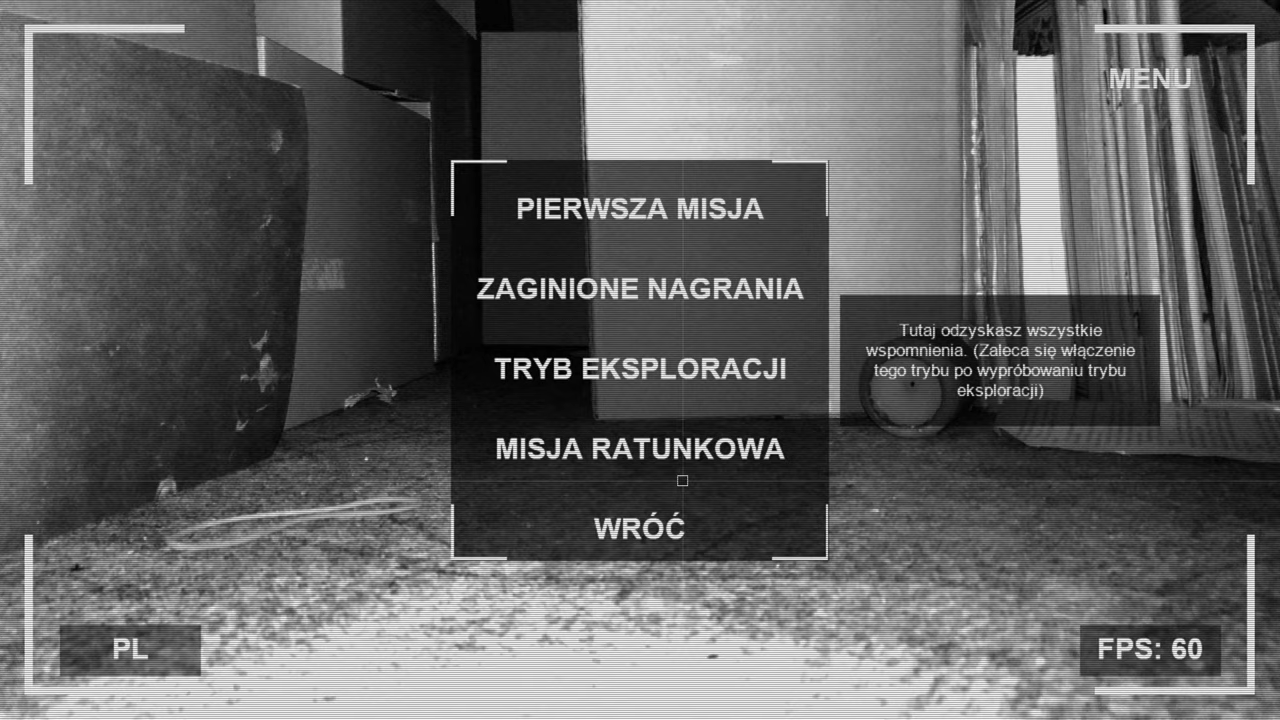 MENU
PIERWSZA MISJA
ZAGINIONE NAGRANIA
TRYB EKSPLORACJI
MISJA RATUNKOWA
WRÓĆ
Tutaj odzyskasz wszystkie
wspomnienia. (Zaleca się włączenie
tego trybu po wypróbowaniu trybu
eksploracji)
PL
FPS: 60